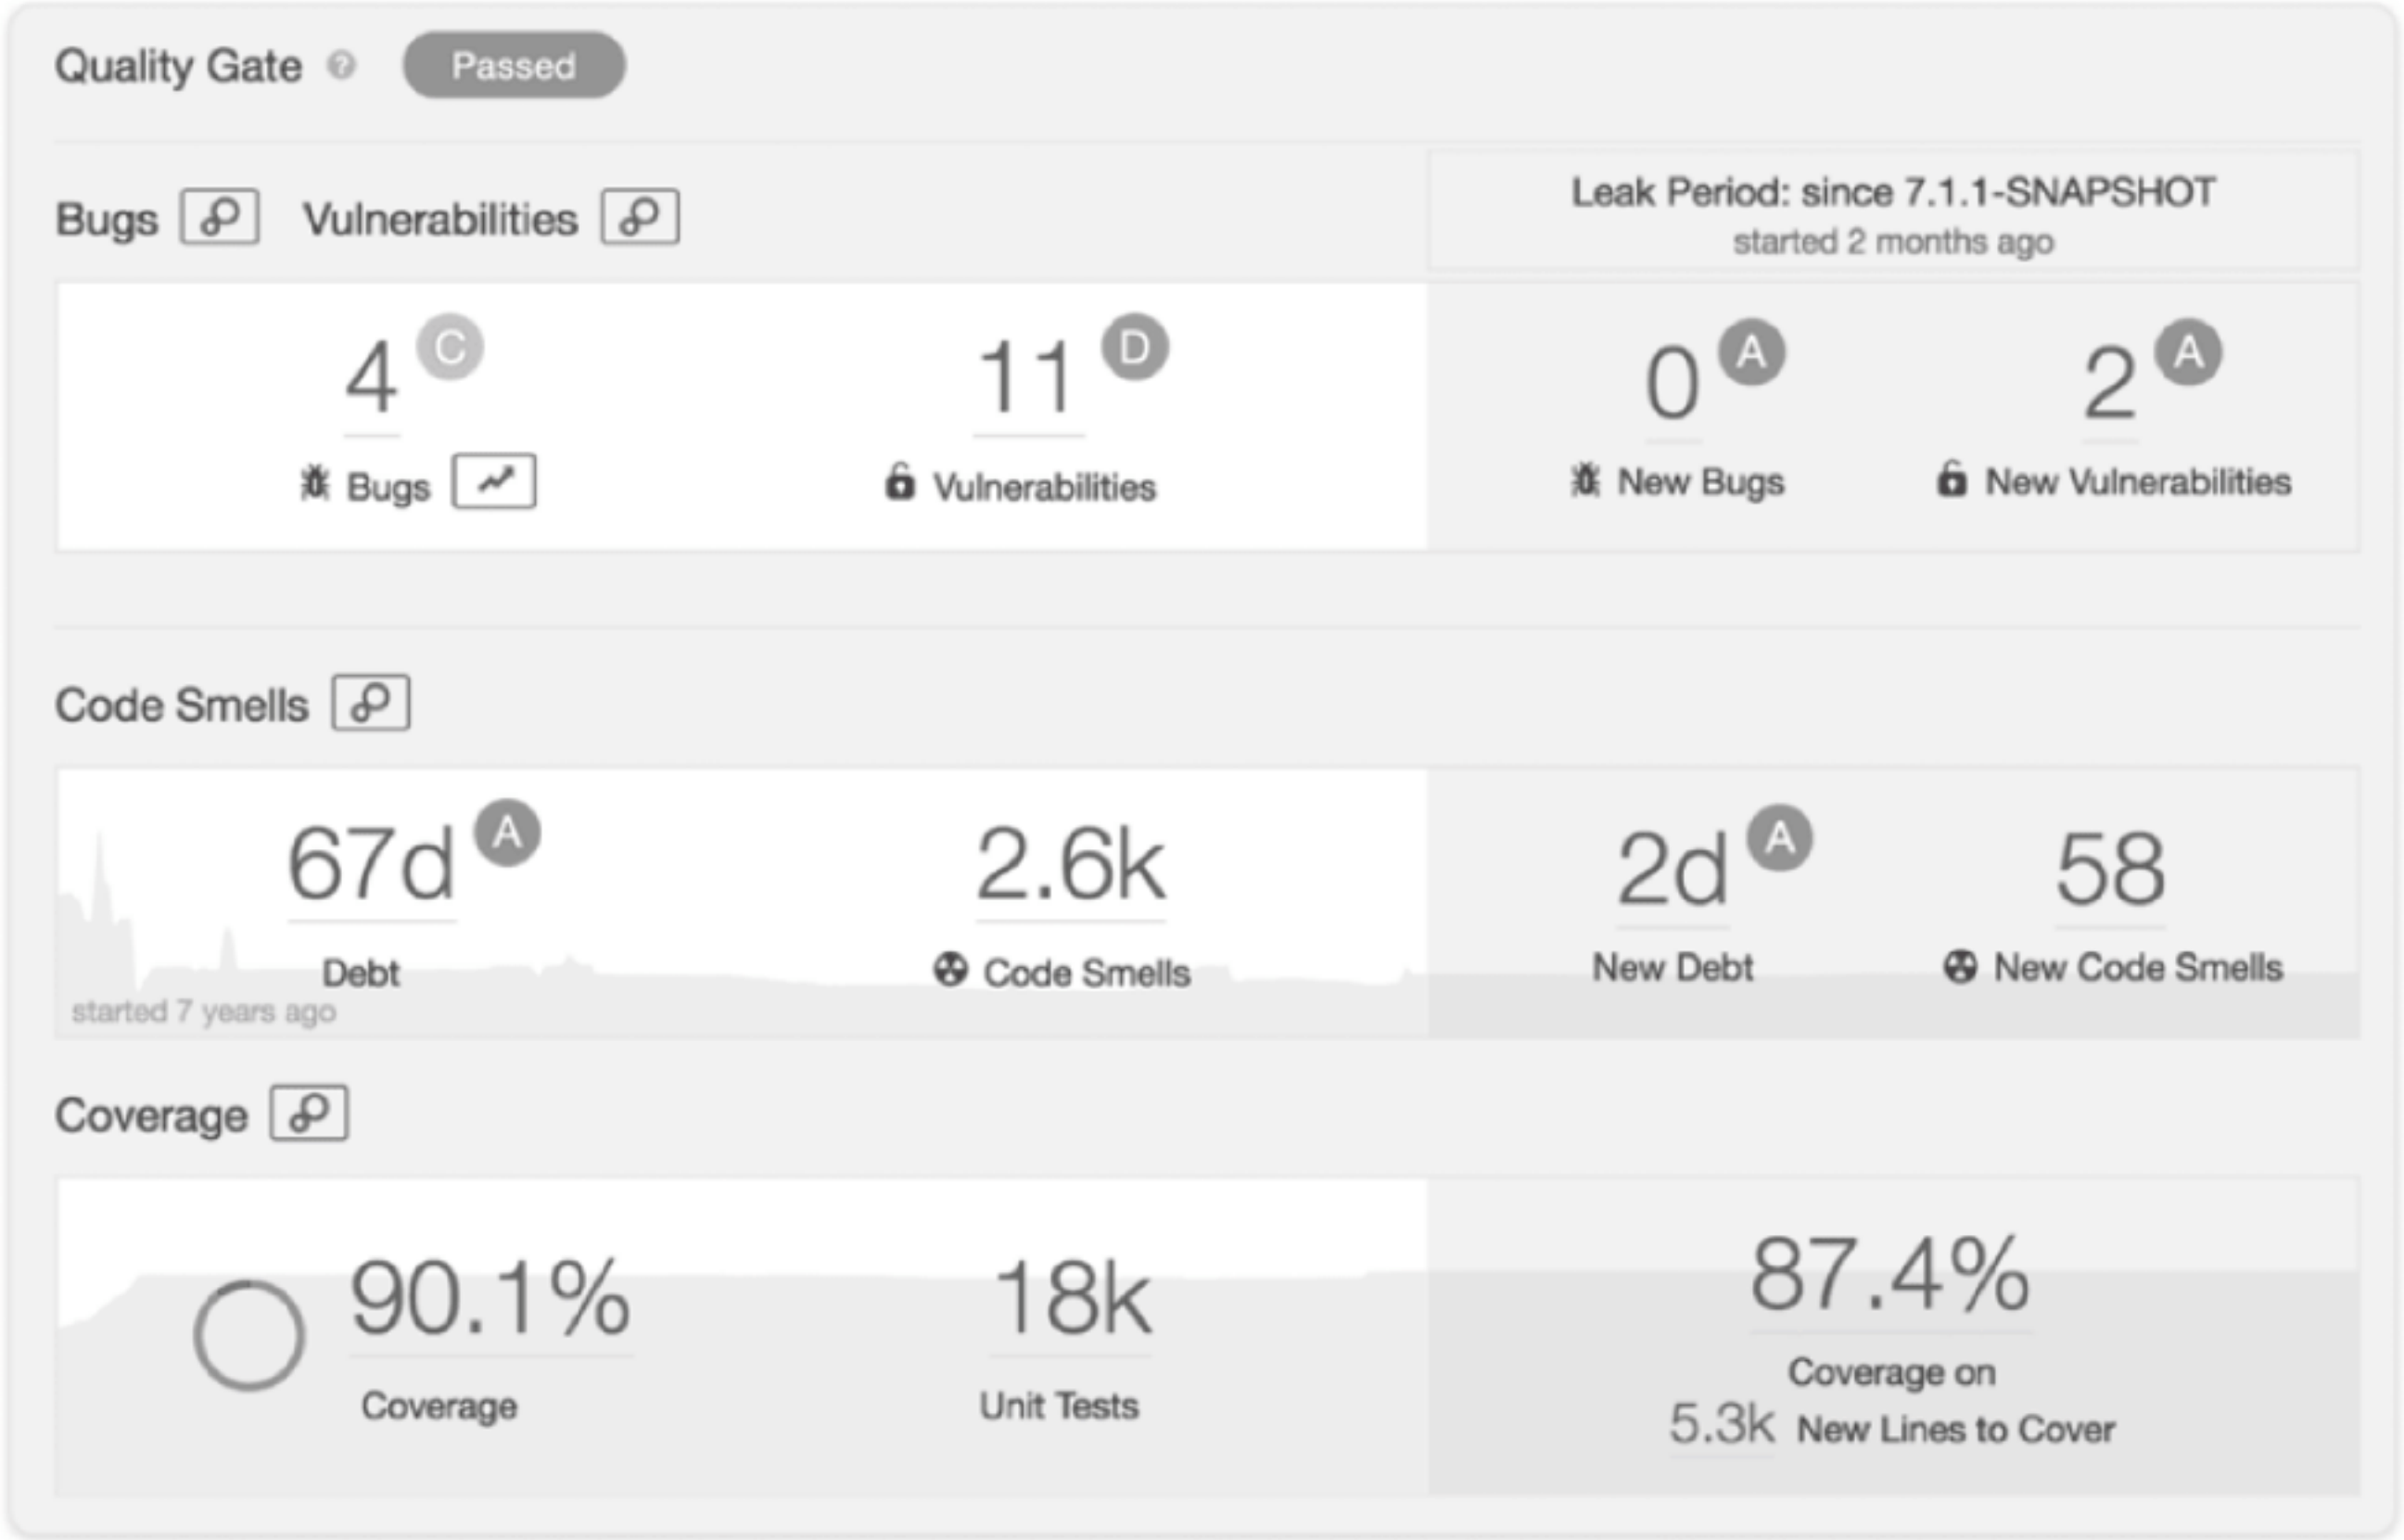 Quality Gate ? Passed
Leak Period: since 7.1.1-SNAPSHOT
started 2 months ago
Bugs Vulnerabilities
4 C 11 D 0 A 2 A
Bugs Vulnerabilities New Bugs New Vulnerabilities
Code Smells
67d A 2.6k 2d A 58
Debt Code Smells New Debt New Code Smells
started 7 years ago
Coverage
90.1% 18k 87.4%
Coverage Unit Tests Coverage on
5.3k New Lines to Cover